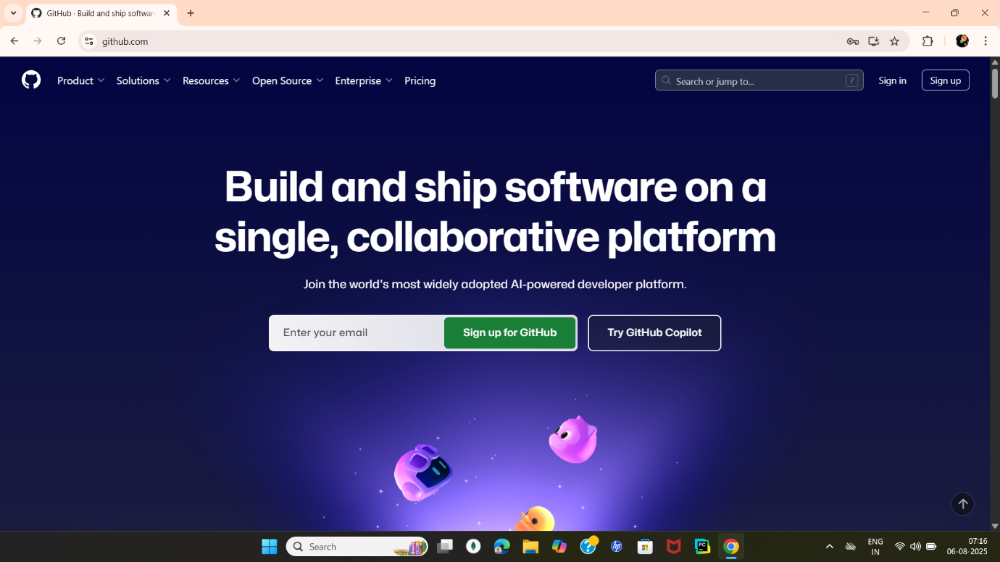 GitHub · Build and ship softwar
github.com
Product
Solutions
Resources
Open Source
Enterprise
Pricing
Search or jump to...
/
Sign in
Sign up
Build and ship software on a
single, collaborative platform
Join the world's most widely adopted AI-powered developer platform.
Enter your email
Sign up for GitHub
Try GitHub Copilot
Search
hp
PC
ENG
IN
07:16
06-08-2025